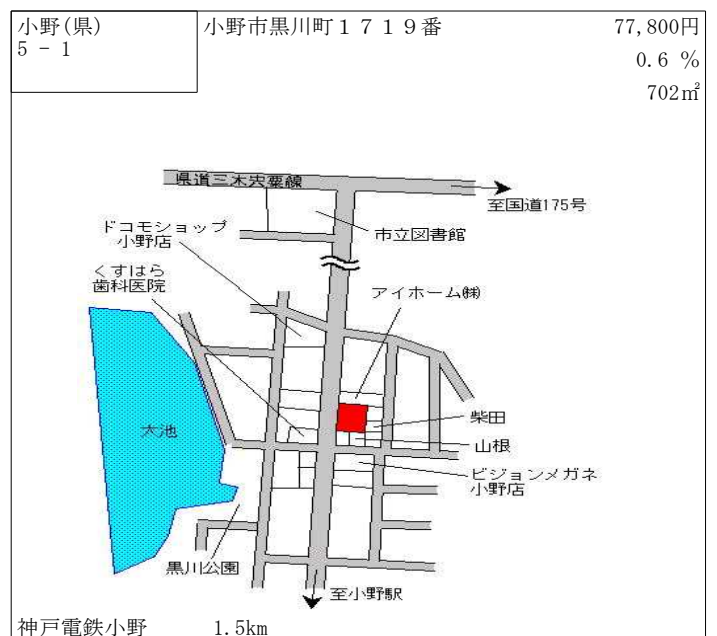 小野(県)
5 - 1
小野市黒川町１７１９番
77,800円
0.6 %
702㎡
県道三木宍粟線
至国道175号
ドコモショップ
小野店
市立図書館
くすはら
歯科医院
アイホーム㈱
大池
柴田
山根
ビジョンメガネ
小野店
黒川公園
至小野駅
神戸電鉄小野 1.5km